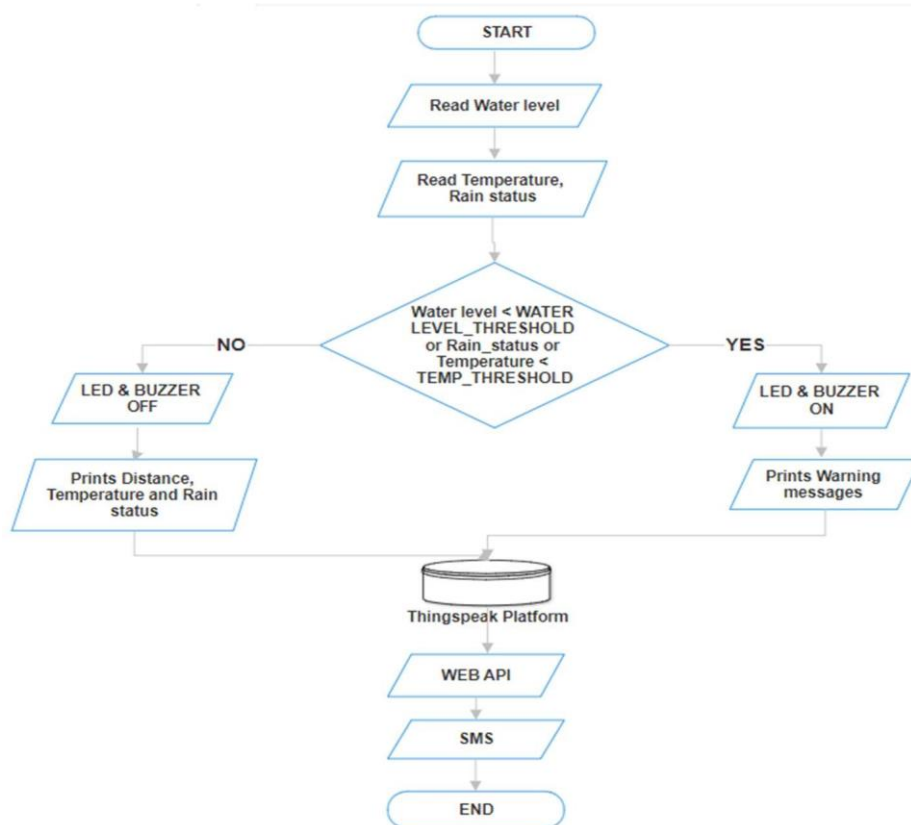 START
Read Water level
Read Temperature,
Rain status
Water level < WATER
LEVEL_THRESHOLD
or Rain_status or
Temperature <
TEMP_THRESHOLD
NO
YES
LED & BUZZER
OFF
LED & BUZZER
ON
Prints Distance,
Temperature and Rain
status
Prints Warning
messages
Thingspeak Platform
WEB API
SMS
END